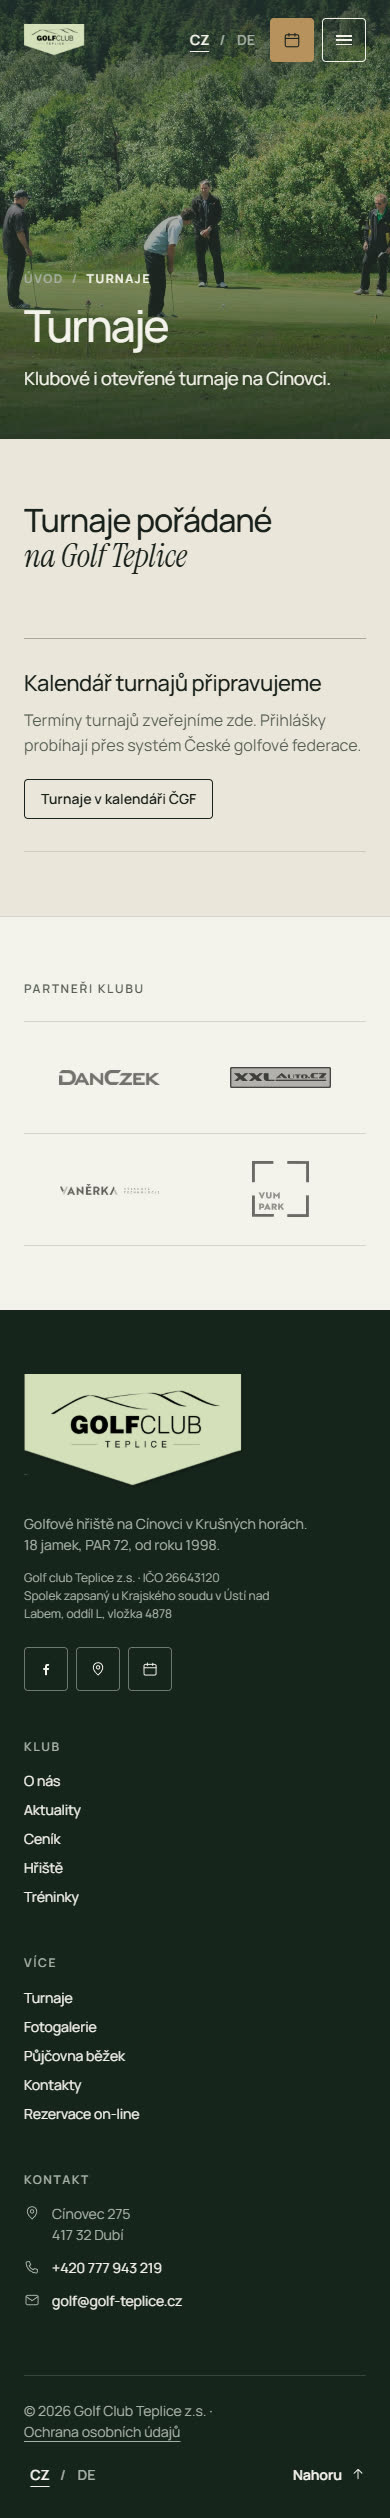 GOLFCLUB
TEPLICE
CZ / DE
ÚVOD / TURNAJE
Turnaje
Klubové i otevřené turnaje na Cínovci.
Turnaje pořádané
na Golf Teplice
Kalendář turnajů připravujeme
Termíny turnajů zveřejníme zde. Přihlášky
probíhají přes systém České golfové federace.
Turnaje v kalendáři ČGF
PARTNEŘI KLUBU
DANCZEK
XXL AUTO.CZ
VANĚRKA
VUM
PARK
GOLFCLUB
TEPLICE
Golfové hřiště na Cínovci v Krušných horách.
18 jamek, PAR 72, od roku 1998.
Golf club Teplice z.s. · IČO 26643120
Spolek zapsaný u Krajského soudu v Ústí nad
Labem, oddíl L, vložka 4878
KLUB
O nás
Aktuality
Ceník
Hřiště
Tréninky
VÍCE
Turnaje
Fotogalerie
Půjčovna běžek
Kontakty
Rezervace on-line
KONTAKT
Cínovec 275
417 32 Dubí
+420 777 943 219
golf@golf-teplice.cz
© 2026 Golf Club Teplice z.s. ·
Ochrana osobních údajů
CZ / DE
Nahoru ↑